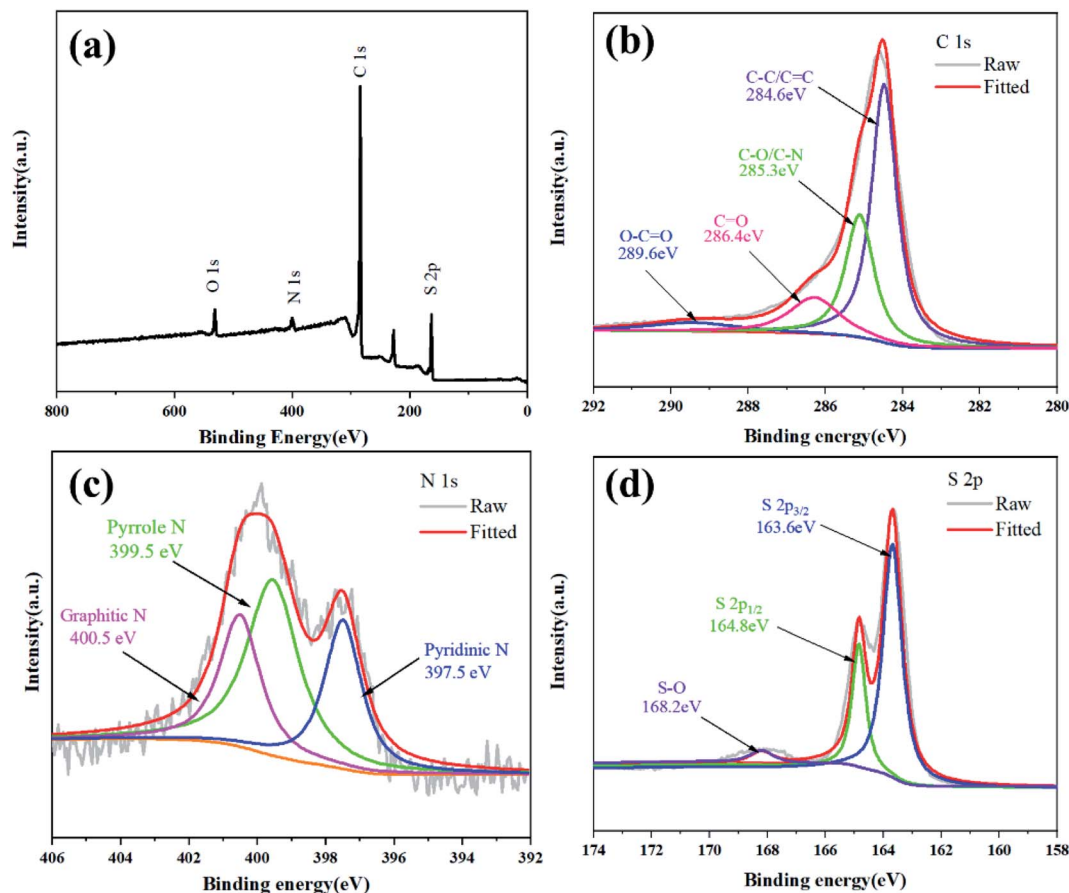 (a)
O 1s
N 1s
C 1s
S 2p
Intensity(a.u.)
800
600
400
200
0
Binding Energy(eV)
(b)
C 1s
Raw
Fitted
C-C/C=C
284.6eV
C-O/C-N
285.3eV
C=O
286.4eV
O-C=O
289.6eV
Intensity(a.u.)
292
290
288
286
284
282
280
Binding energy(eV)
(c)
N 1s
Raw
Fitted
Pyrrole N
399.5 eV
Graphitic N
400.5 eV
Pyridinic N
397.5 eV
Intensity(a.u.)
406
404
402
400
398
396
394
392
Binding energy(eV)
(d)
S 2p
Raw
Fitted
S 2p3/2
163.6eV
S 2p1/2
164.8eV
S-O
168.2eV
Intensity(a.u.)
174
172
170
168
166
164
162
160
158
Binding energy(eV)